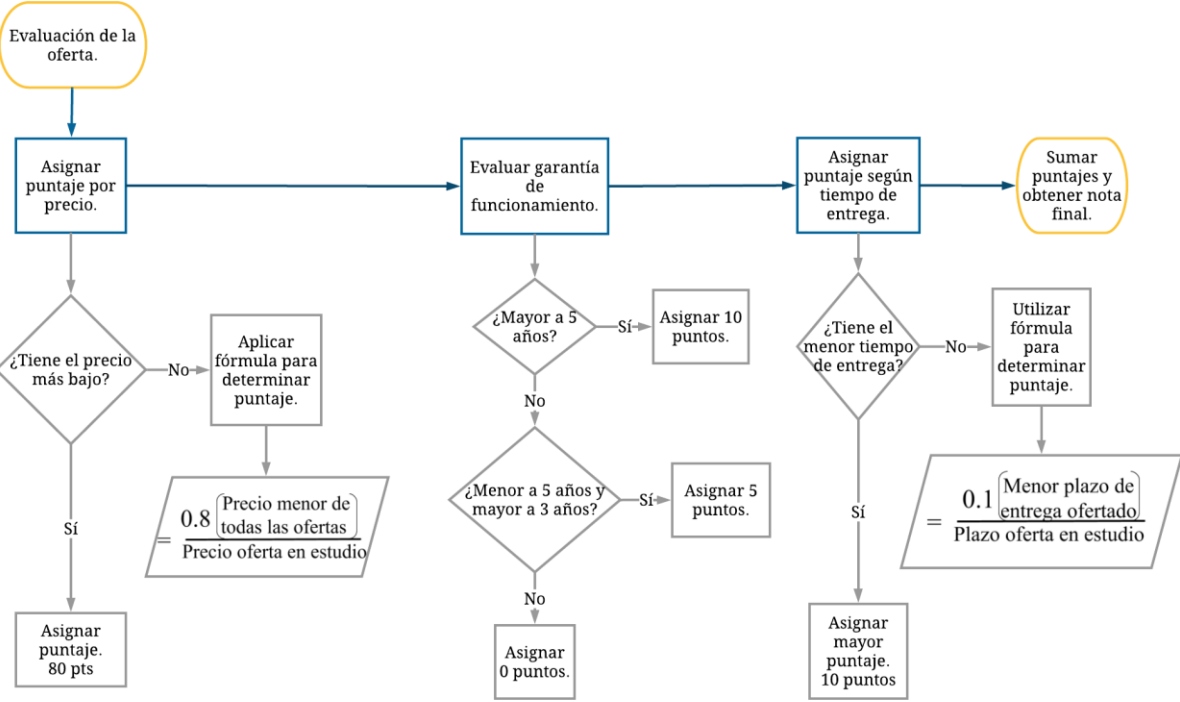 Evaluación de la
oferta.
Asignar
puntaje por
precio.
Evaluar garantía
de
funcionamiento.
Asignar
puntaje según
tiempo de
entrega.
Sumar
puntajes y
obtener nota
final.
¿Tiene el precio
más bajo?
No
Aplicar
fórmula para
determinar
puntaje.
= 0.8 (Precio menor de
todas las ofertas)
Precio oferta en estudio
Sí
Asignar
puntaje.
80 pts
¿Mayor a 5
años?
Sí
Asignar 10
puntos.
No
¿Menor a 5 años y
mayor a 3 años?
Sí
Asignar 5
puntos.
No
Asignar
0 puntos.
¿Tiene el
menor tiempo
de entrega?
No
Utilizar
fórmula
para
determinar
puntaje.
= 0.1 (Menor plazo de
entrega ofertado)
Plazo oferta en estudio
Sí
Asignar
mayor
puntaje.
10 puntos